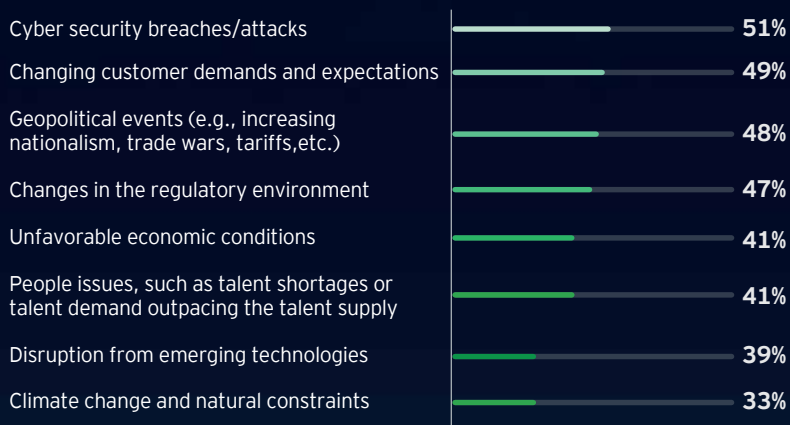 Cyber security breaches/attacks 51%
Changing customer demands and expectations 49%
Geopolitical events (e.g., increasing
nationalism, trade wars, tariffs,etc.) 48%
Changes in the regulatory environment 47%
Unfavorable economic conditions 41%
People issues, such as talent shortages or
talent demand outpacing the talent supply 41%
Disruption from emerging technologies 39%
Climate change and natural constraints 33%